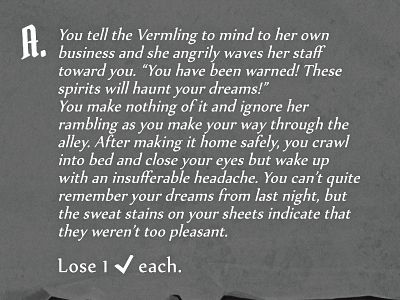 A. You tell the Vermling to mind to her own
business and she angrily waves her staff
toward you. “You have been warned! These
spirits will haunt your dreams!”
You make nothing of it and ignore her
rambling as you make your way through the
alley. After making it home safely, you crawl
into bed and close your eyes but wake up
with an insufferable headache. You can’t quite
remember your dreams from last night, but
the sweat stains on your sheets indicate that
they weren’t too pleasant.
Lose 1 ✓ each.